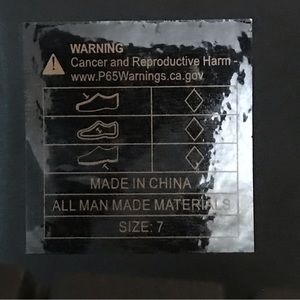 WARNING
Cancer and Reproductive Harm -
www.P65Warnings.ca.gov
MADE IN CHINA
ALL MAN MADE MATERIALS
SIZE: 7